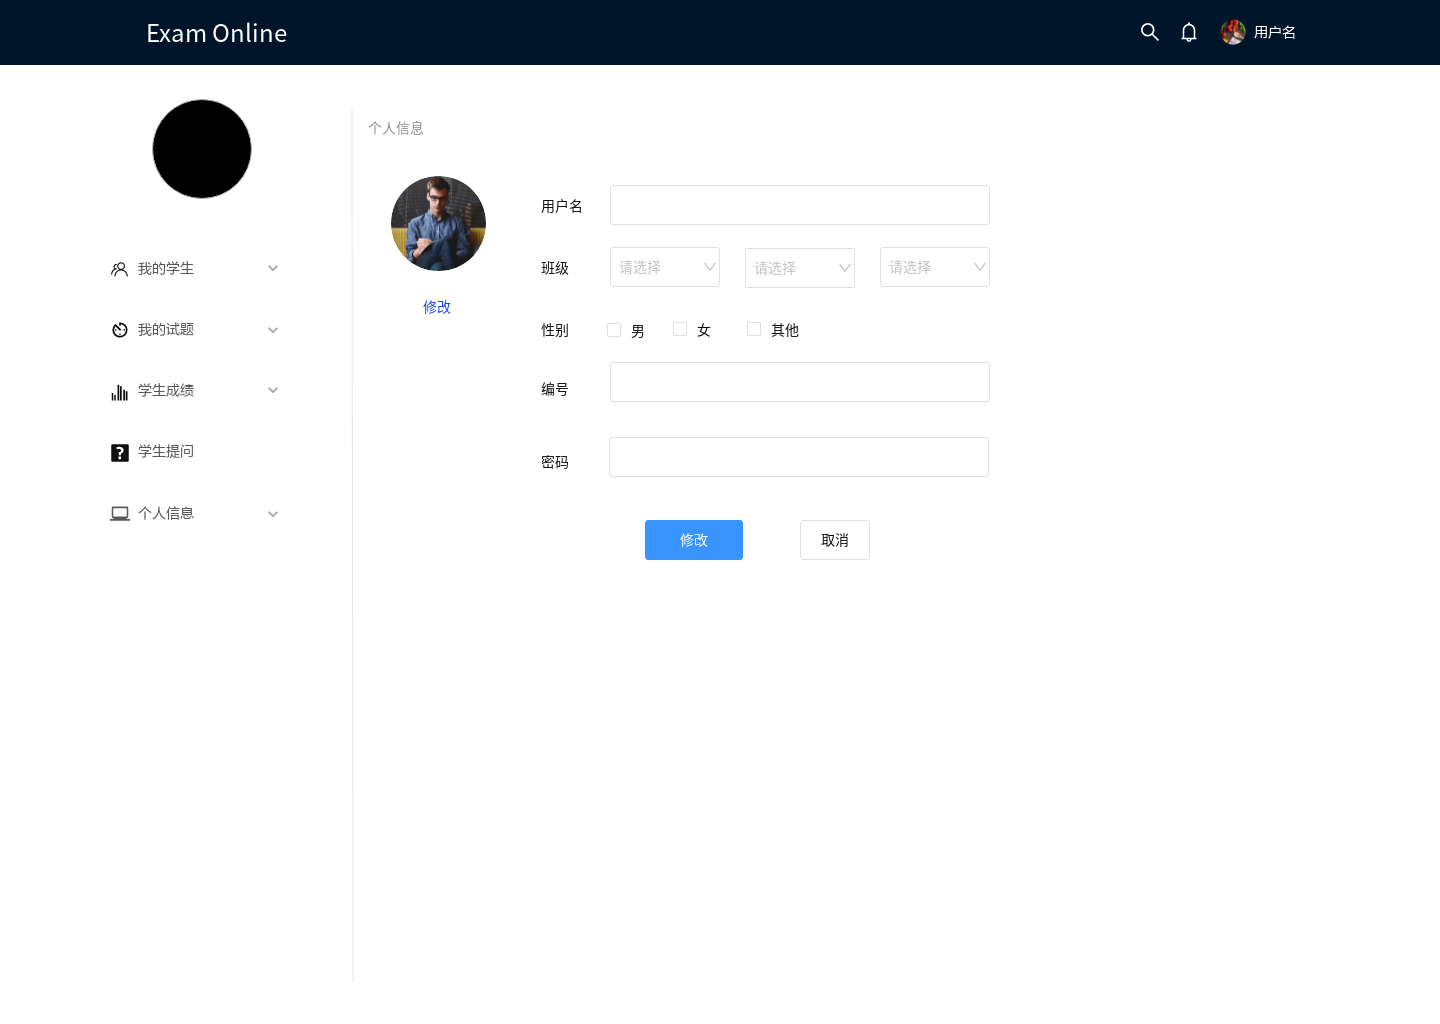 Exam Online
用户名
我的学生
我的试题
学生成绩
学生提问
个人信息
个人信息
修改
用户名
班级 请选择 请选择 请选择
性别 男 女 其他
编号
密码
修改 取消